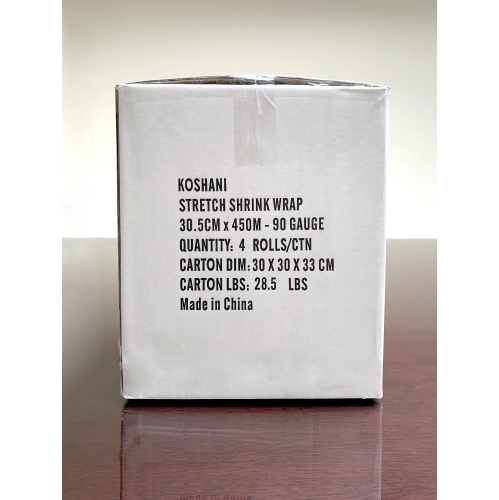 KOSHANI
STRETCH SHRINK WRAP
30.5CM x 450M - 90 GAUGE
QUANTITY: 4 ROLLS/CTN
CARTON DIM: 30 X 30 X 33 CM
CARTON LBS: 28.5 LBS
Made in China